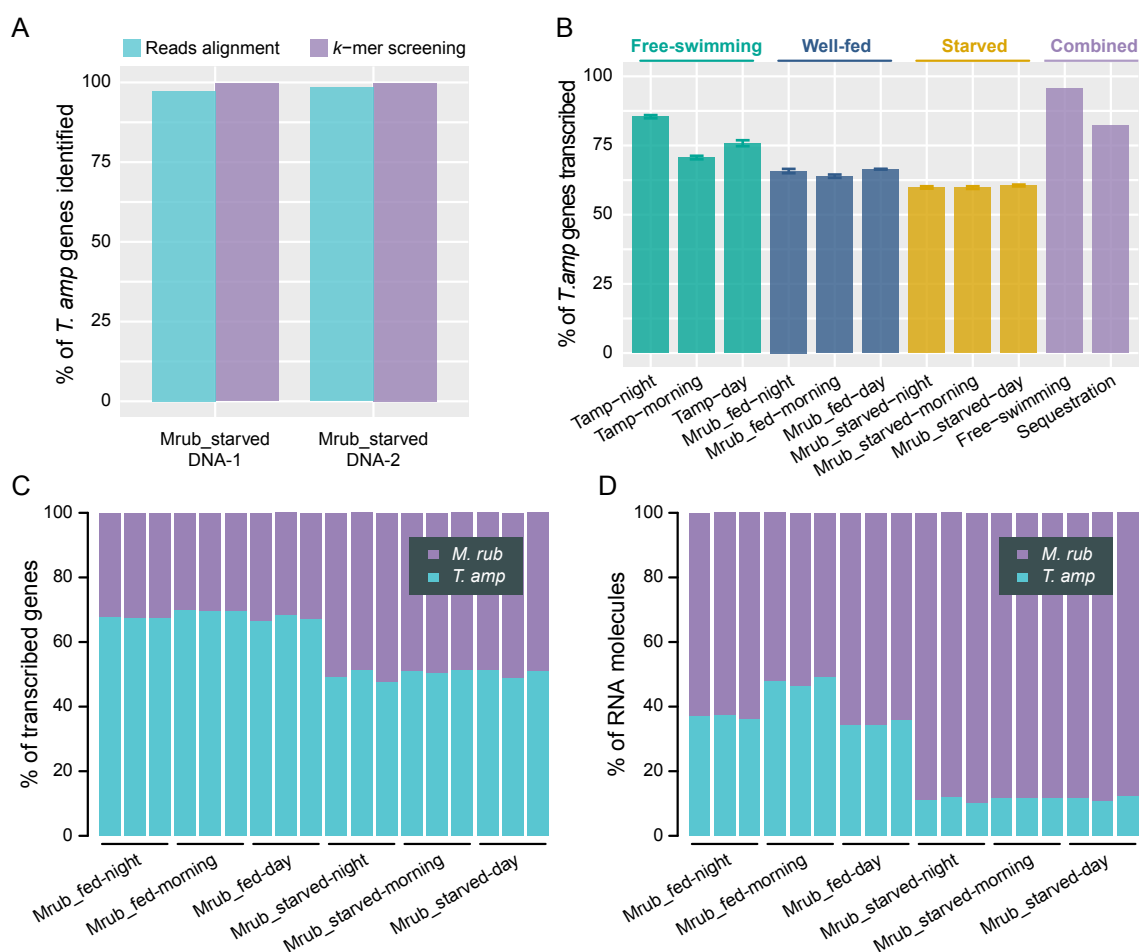 A
Reads alignment
k−mer screening
% of T. amp genes identified
100
75
50
25
0
Mrub_starved
DNA-1
Mrub_starved
DNA-2
B
Free−swimming
Well−fed
Starved
Combined
% of T.amp genes transcribed
100
75
50
25
0
Tamp−night
Tamp−morning
Tamp−day
Mrub_fed−night
Mrub_fed−morning
Mrub_fed−day
Mrub_starved−night
Mrub_starved−morning
Mrub_starved−day
Free−swimming
Sequestration
C
% of transcribed genes
100
80
60
40
20
0
M. rub
T. amp
Mrub_fed-night
Mrub_fed-morning
Mrub_fed-day
Mrub_starved-night
Mrub_starved-morning
Mrub_starved-day
D
% of RNA molecules
100
80
60
40
20
0
M. rub
T. amp
Mrub_fed-night
Mrub_fed-morning
Mrub_fed-day
Mrub_starved-night
Mrub_starved-morning
Mrub_starved-day